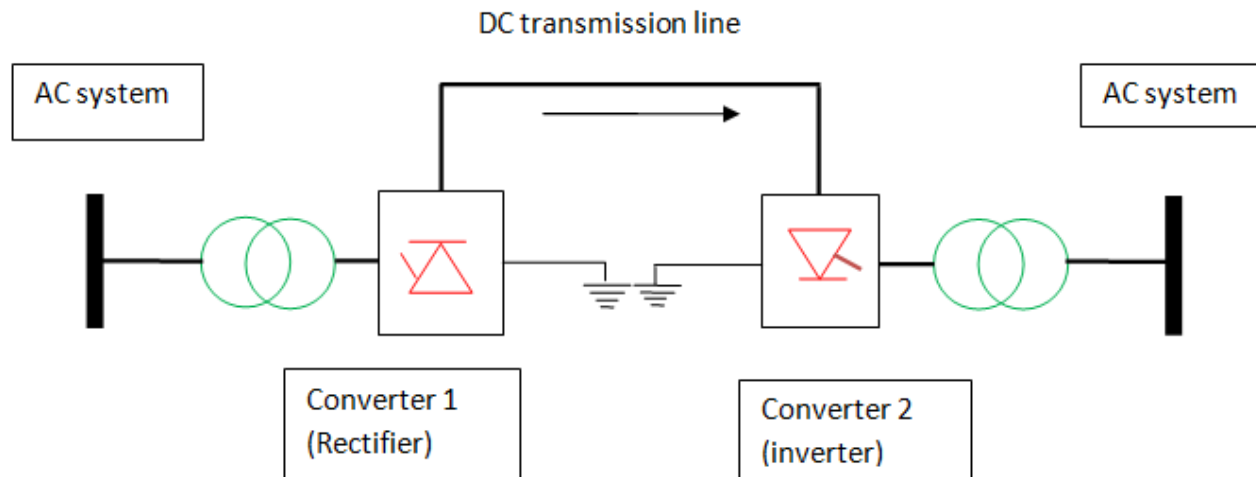 DC transmission line
AC system
AC system
Converter 1
(Rectifier)
Converter 2
(inverter)